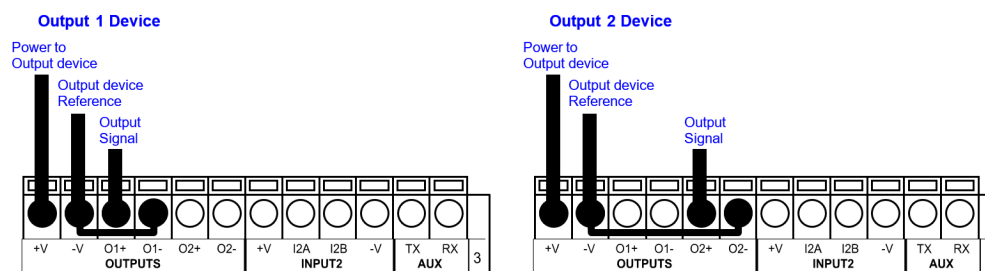 Output 1 Device
Power to
Output device
Output device
Reference
Output
Signal
+V -V O1+ O1- O2+ O2- +V I2A I2B -V TX RX
OUTPUTS INPUT2 AUX 3
Output 2 Device
Power to
Output device
Output device
Reference
Output
Signal
+V -V O1+ O1- O2+ O2- +V I2A I2B -V TX RX
OUTPUTS INPUT2 AUX